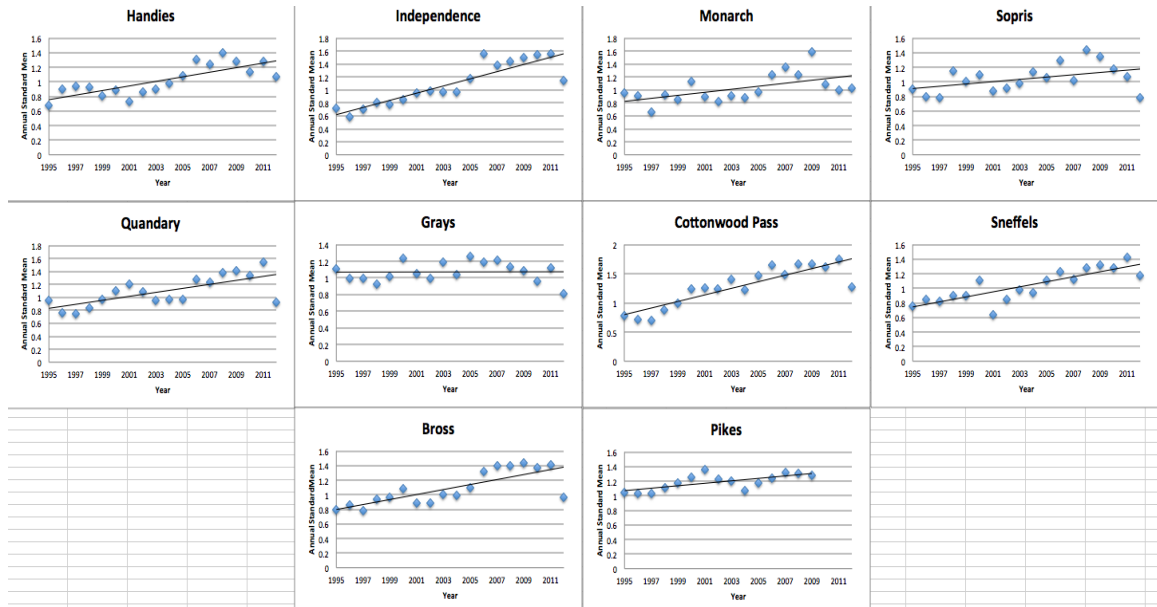 Handies
Annual Standard Mean
1.6
1.4
1.2
1
0.8
0.6
0.4
0.2
0
1995 1997 1999 2001 2003 2005 2007 2009 2011
Year
Independence
Annual Standard Mean
1.8
1.6
1.4
1.2
1
0.8
0.6
0.4
0.2
0
1995 1997 1999 2001 2003 2005 2007 2009 2011
Year
Monarch
Annual Standard Mean
1.8
1.6
1.4
1.2
1
0.8
0.6
0.4
0.2
0
1995 1997 1999 2001 2003 2005 2007 2009 2011
Year
Sopris
Annual Standard Mean
1.6
1.4
1.2
1
0.8
0.6
0.4
0.2
0
1995 1997 1999 2001 2003 2005 2007 2009 2011
Year
Quandary
Annual Standard Men
1.8
1.6
1.4
1.2
1
0.8
0.6
0.4
0.2
0
1995 1997 1999 2001 2003 2005 2007 2009 2011
Year
Grays
Annual Standard Mean
1.4
1.2
1
0.8
0.6
0.4
0.2
0
1995 1997 1999 2001 2003 2005 2007 2009 2011
Year
Cottonwood Pass
Annual Standard Mean
2
1.5
1
0.5
0
1995 1997 1999 2001 2003 2005 2007 2009 2011
Year
Sneffels
Annual Standard Mean
1.6
1.4
1.2
1
0.8
0.6
0.4
0.2
0
1995 1997 1999 2001 2003 2005 2007 2009 2011
Year
Bross
Annual StandardMean
1.6
1.4
1.2
1
0.8
0.6
0.4
0.2
0
1995 1997 1999 2001 2003 2005 2007 2009 2011
Year
Pikes
Annual Standard Mean
1.6
1.4
1.2
1
0.8
0.6
0.4
0.2
0
1995 1997 1999 2001 2003 2005 2007 2009 2011
Year